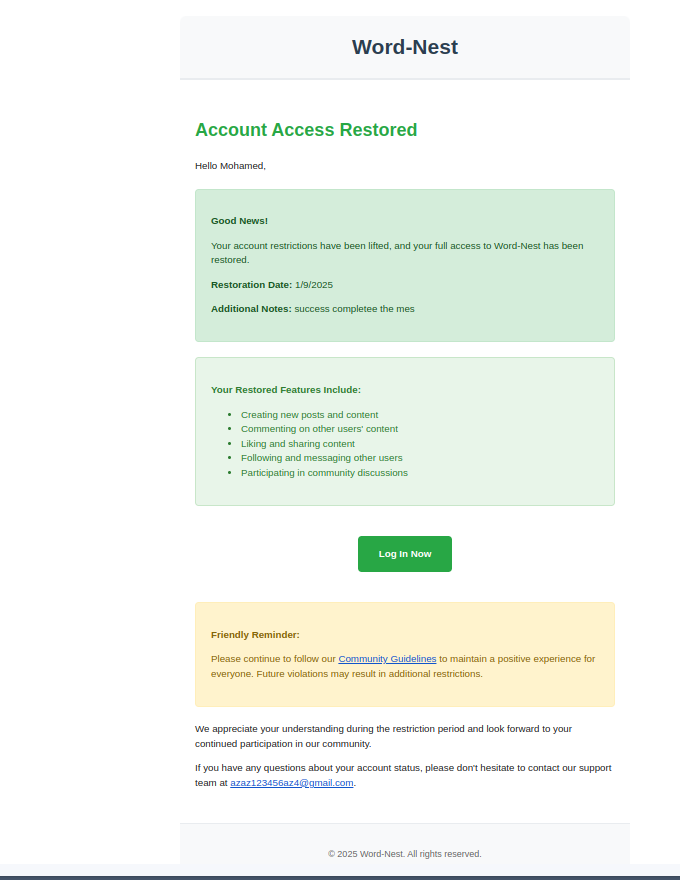 Word-Nest
Account Access Restored
Hello Mohamed,
Good News!
Your account restrictions have been lifted, and your full access to Word-Nest has been
restored.
Restoration Date: 1/9/2025
Additional Notes: success completee the mes
Your Restored Features Include:
• Creating new posts and content
• Commenting on other users' content
• Liking and sharing content
• Following and messaging other users
• Participating in community discussions
Log In Now
Friendly Reminder:
Please continue to follow our Community Guidelines to maintain a positive experience for
everyone. Future violations may result in additional restrictions.
We appreciate your understanding during the restriction period and look forward to your
continued participation in our community.
If you have any questions about your account status, please don't hesitate to contact our support
team at azaz123456az4@gmail.com.
© 2025 Word-Nest. All rights reserved.